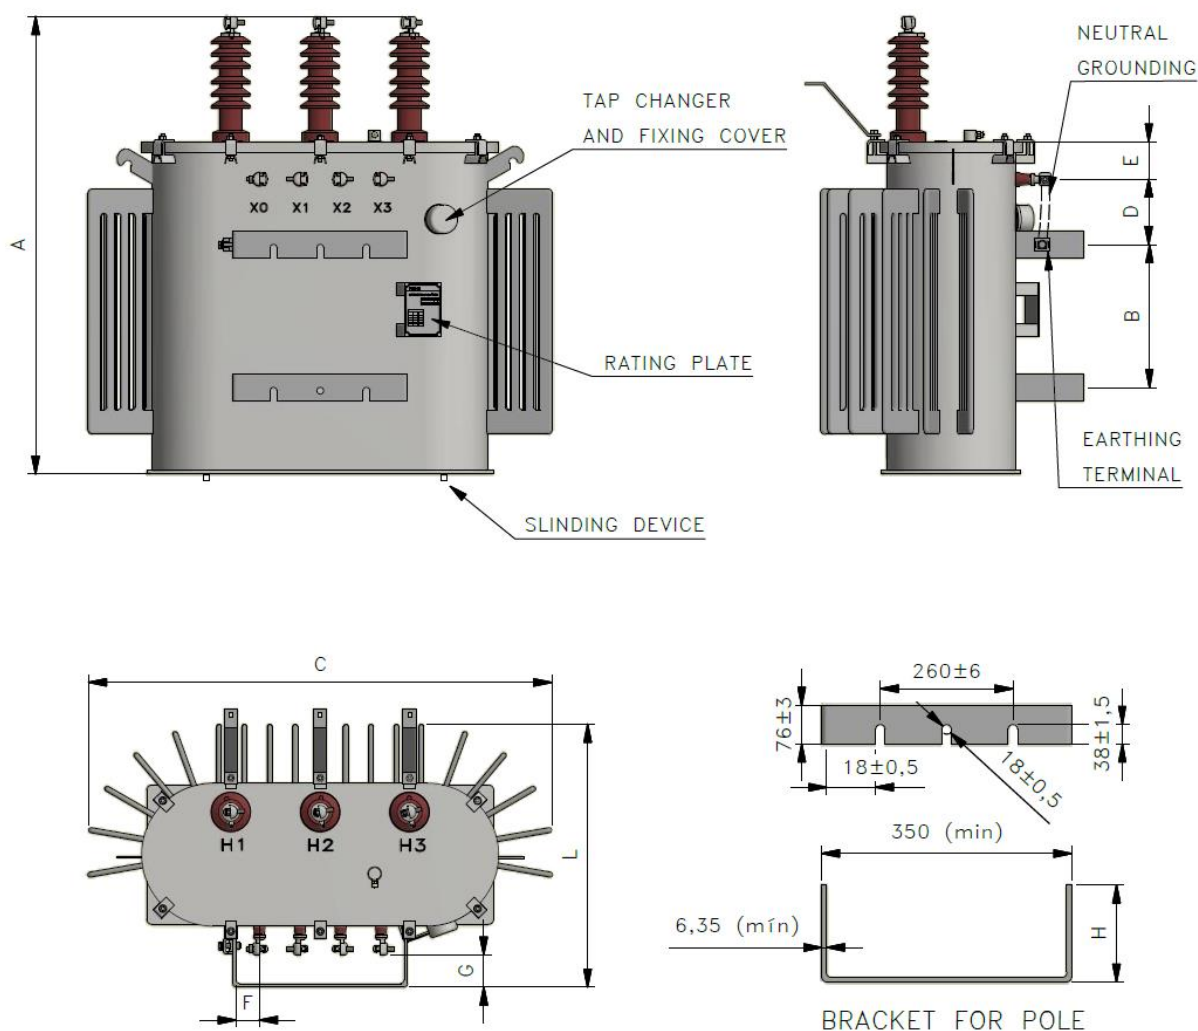 NEUTRAL
GROUNDING
TAP CHANGER
AND FIXING COVER
A
E
D
B
X0 X1 X2 X3
RATING PLATE
EARTHING
TERMINAL
SLINDING DEVICE
C
L
H1 H2 H3
F
G
260±6
76±3
38±1,5
18±0,5
18±0,5
350 (min)
6,35 (mín)
H
BRACKET FOR POLE